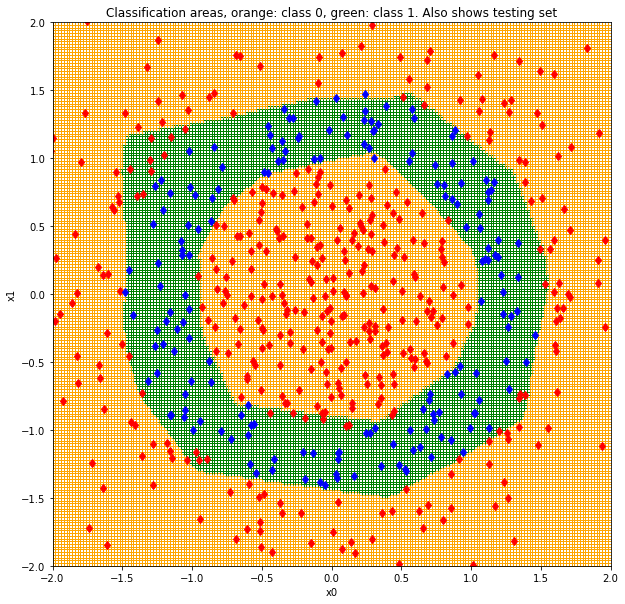 Classification areas, orange: class 0, green: class 1. Also shows testing set
2.0
1.5
1.0
0.5
0.0
−0.5
−1.0
−1.5
−2.0
x1
−2.0 −1.5 −1.0 −0.5 0.0 0.5 1.0 1.5 2.0
x0